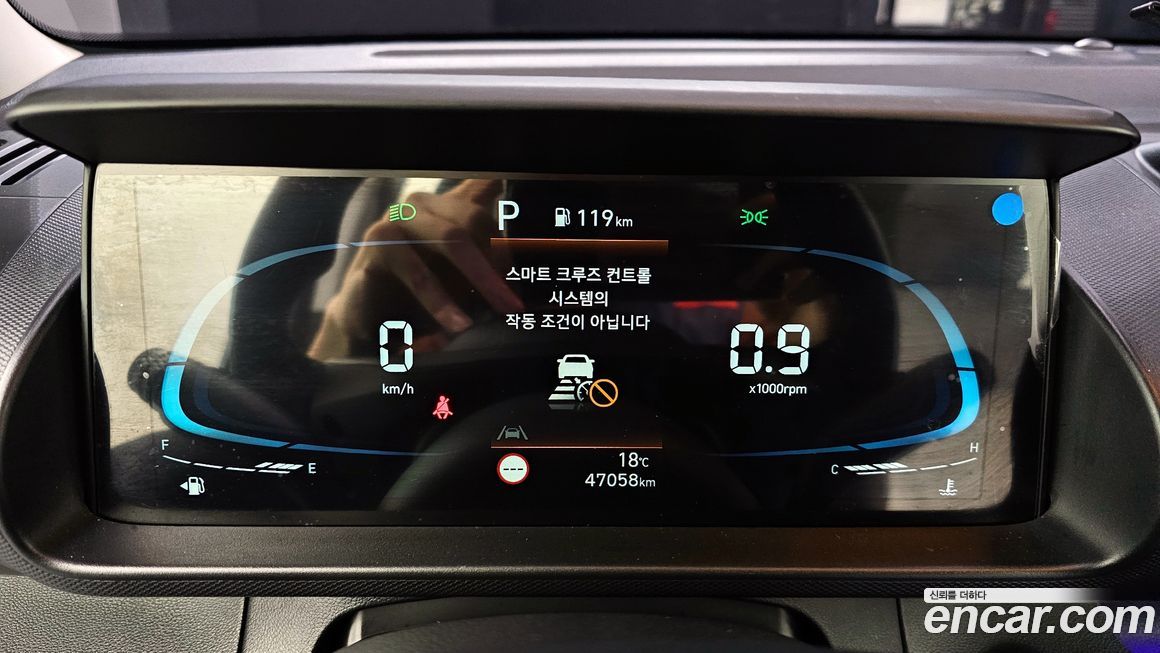 P 119km
스마트 크루즈 컨트롤
시스템의
작동 조건이 아닙니다
0
km/h
0.9
x1000rpm
F E
---
18℃
47058km
C H
신뢰를 더하다
encar.com